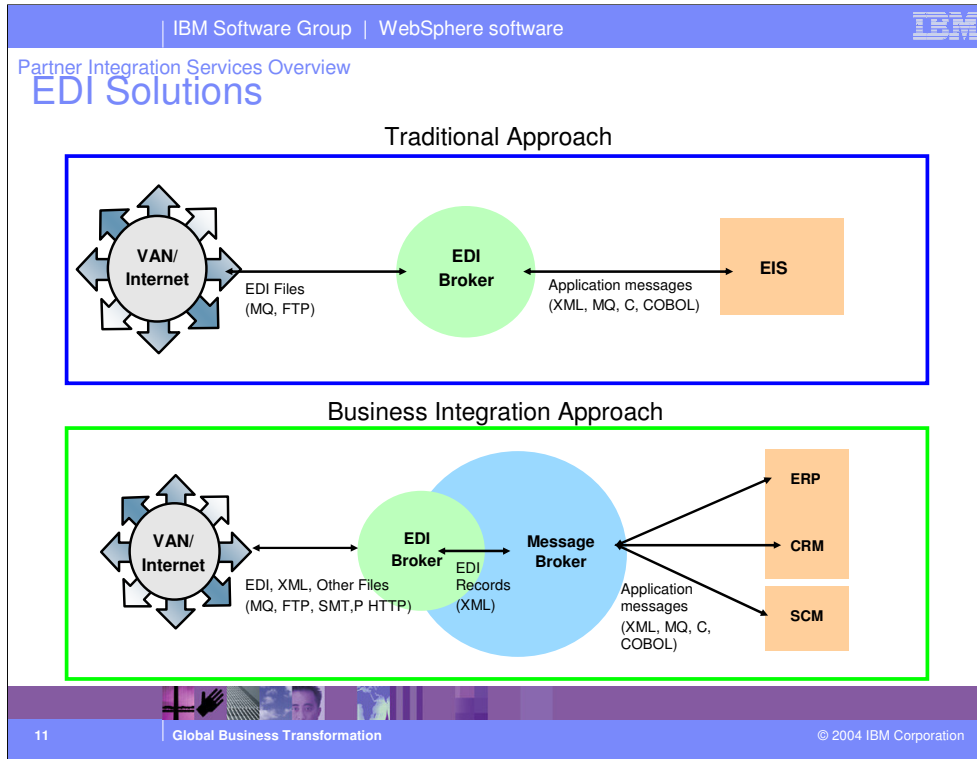 IBM Software Group | WebSphere software
IBM
Partner Integration Services Overview
EDI Solutions
Traditional Approach
VAN/
Internet
EDI Files
(MQ, FTP)
EDI
Broker
Application messages
(XML, MQ, C, COBOL)
EIS
Business Integration Approach
VAN/
Internet
EDI, XML, Other Files
(MQ, FTP, SMT,P HTTP)
EDI
Broker
EDI
Records
(XML)
Message
Broker
Application
messages
(XML, MQ, C,
COBOL)
ERP
CRM
SCM
11
Global Business Transformation
© 2004 IBM Corporation